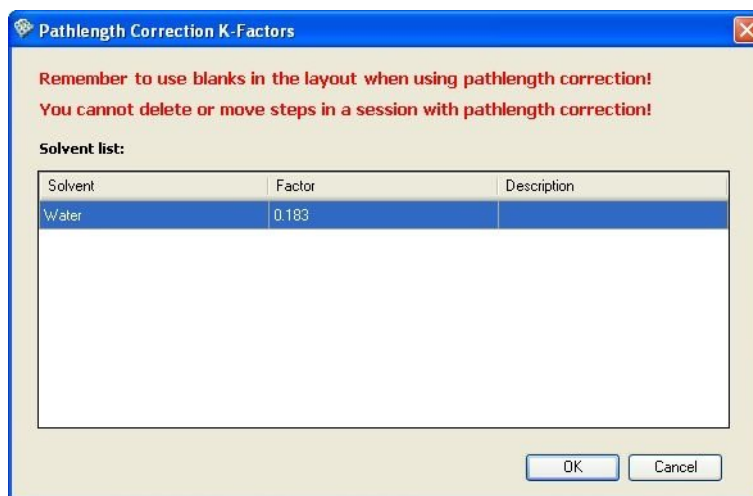 Pathlength Correction K-Factors
Remember to use blanks in the layout when using pathlength correction!
You cannot delete or move steps in a session with pathlength correction!
Solvent list:
Solvent Factor Description
Water 0.183
OK Cancel